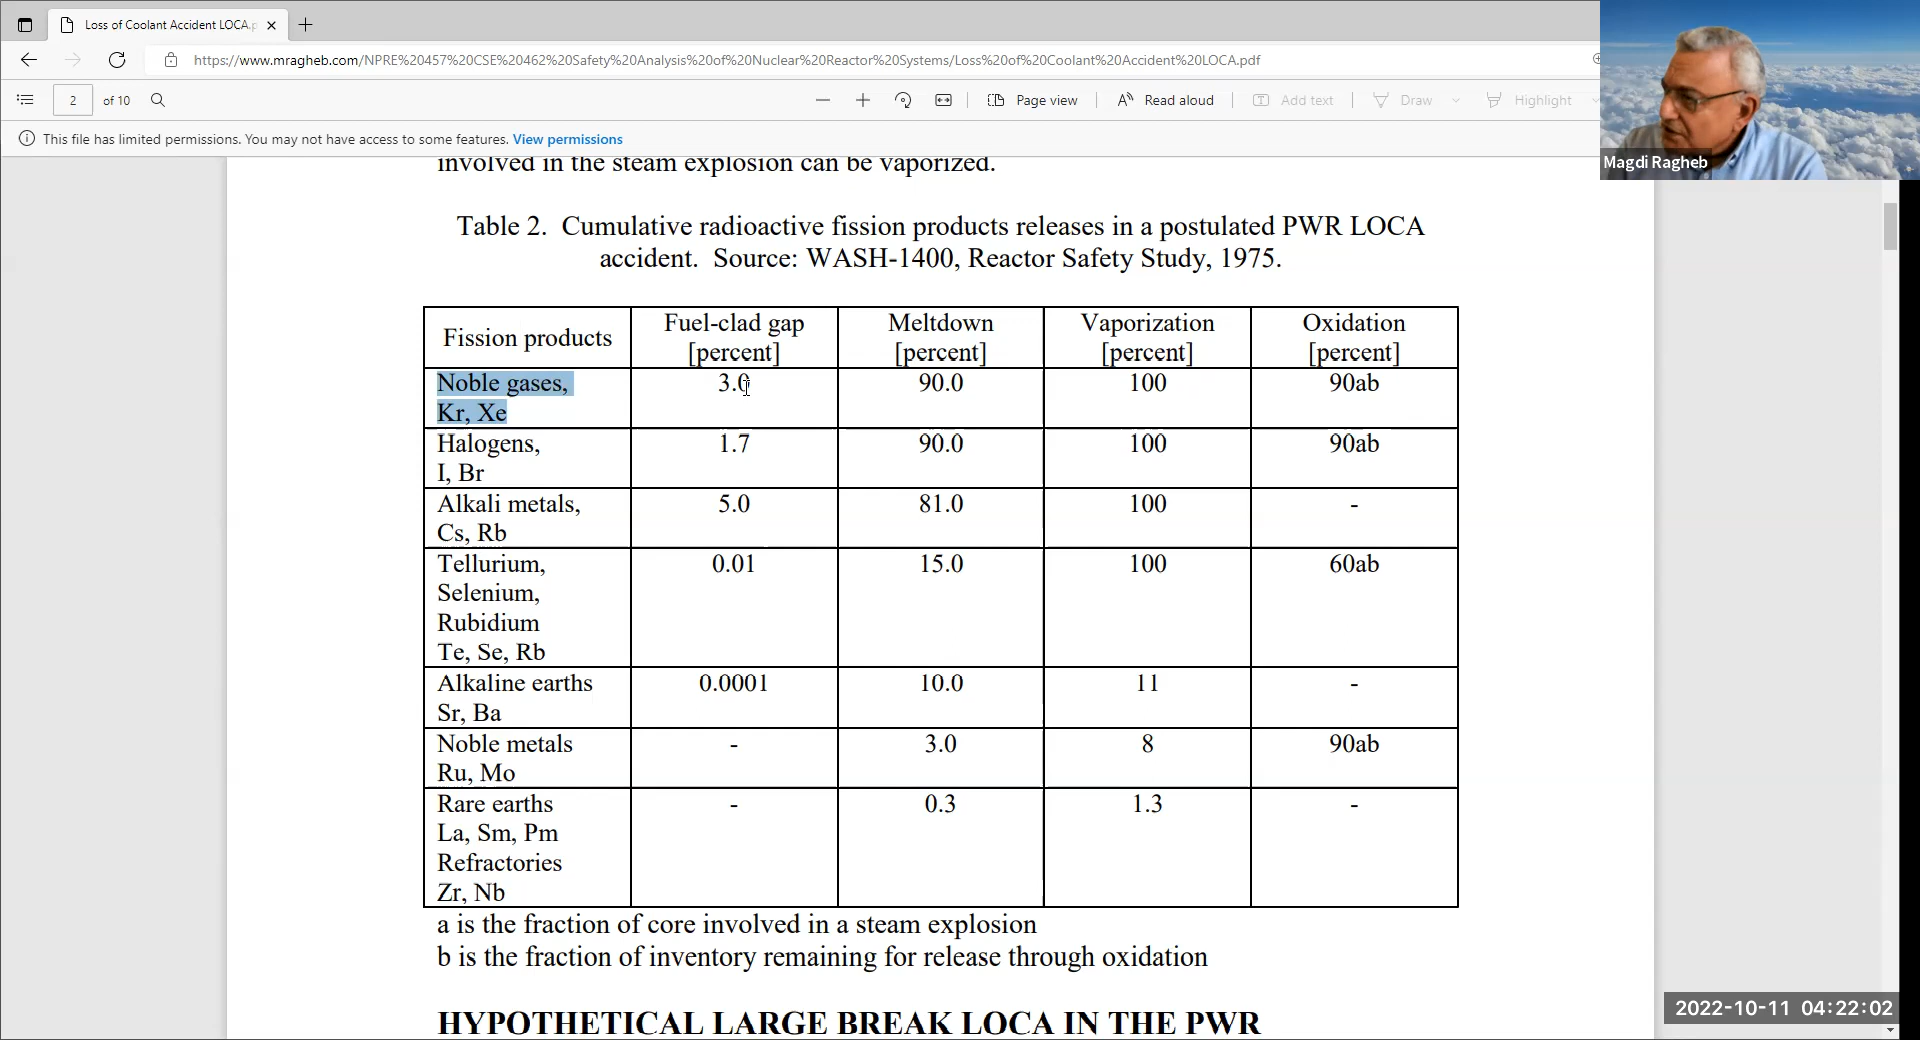 Loss of Coolant Accident LOCA.p
https://www.mragheb.com/NPRE%20457%20CSE%20462%20Safety%20Analysis%20of%20Nuclear%20Reactor%20Systems/Loss%20of%20Coolant%20Accident%20LOCA.pdf
2 of 10 Page view Read aloud Add text Draw Highlight
This file has limited permissions. You may not have access to some features. View permissions
Magdi Ragheb
involved in the steam explosion can be vaporized.
Table 2. Cumulative radioactive fission products releases in a postulated PWR LOCA
accident. Source: WASH-1400, Reactor Safety Study, 1975.
Fission products Fuel-clad gap [percent] Meltdown [percent] Vaporization [percent] Oxidation [percent]
Noble gases, 3.0 90.0 100 90ab
Kr, Xe
Halogens, 1.7 90.0 100 90ab
I, Br
Alkali metals, 5.0 81.0 100 -
Cs, Rb
Tellurium, 0.01 15.0 100 60ab
Selenium,
Rubidium
Te, Se, Rb
Alkaline earths 0.0001 10.0 11 -
Sr, Ba
Noble metals - 3.0 8 90ab
Ru, Mo
Rare earths - 0.3 1.3 -
La, Sm, Pm
Refractories
Zr, Nb
a is the fraction of core involved in a steam explosion
b is the fraction of inventory remaining for release through oxidation
HYPOTHETICAL LARGE BREAK LOCA IN THE PWR
2022-10-11 04:22:02